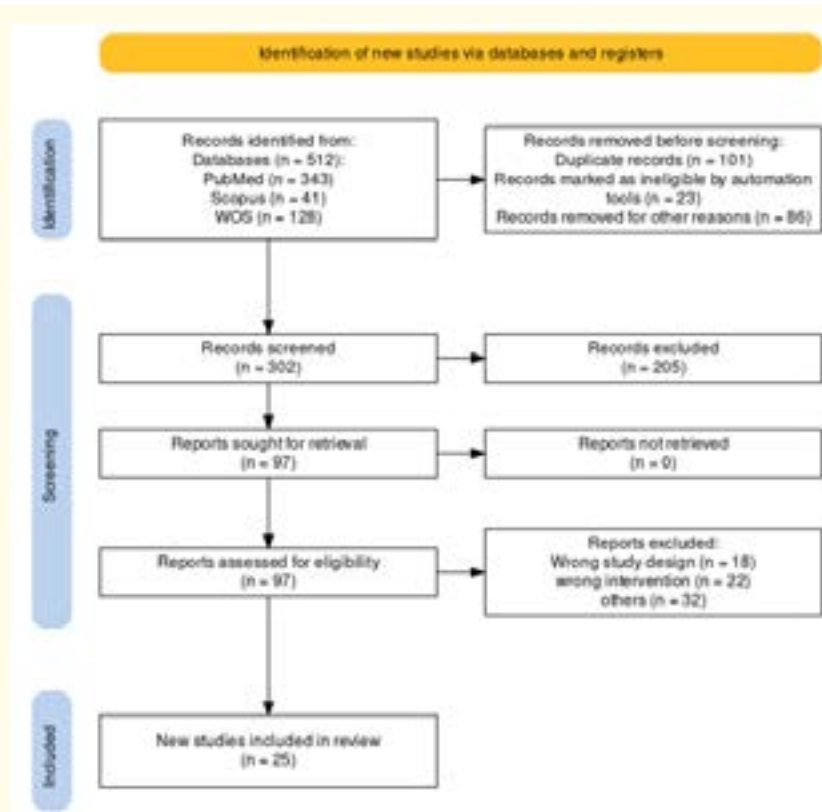 Identification of new studies via databases and registers
Identification
Records identified from:
Databases (n = 512):
PubMed (n = 343)
Scopus (n = 41)
WOS (n = 128)
Records removed before screening:
Duplicate records (n = 101)
Records marked as ineligible by automation
tools (n = 23)
Records removed for other reasons (n = 86)
Screening
Records screened
(n = 302)
Records excluded
(n = 205)
Reports sought for retrieval
(n = 97)
Reports not retrieved
(n = 0)
Reports assessed for eligibility
(n = 97)
Reports excluded:
Wrong study design (n = 18)
wrong intervention (n = 22)
others (n = 32)
Included
New studies included in review
(n = 25)